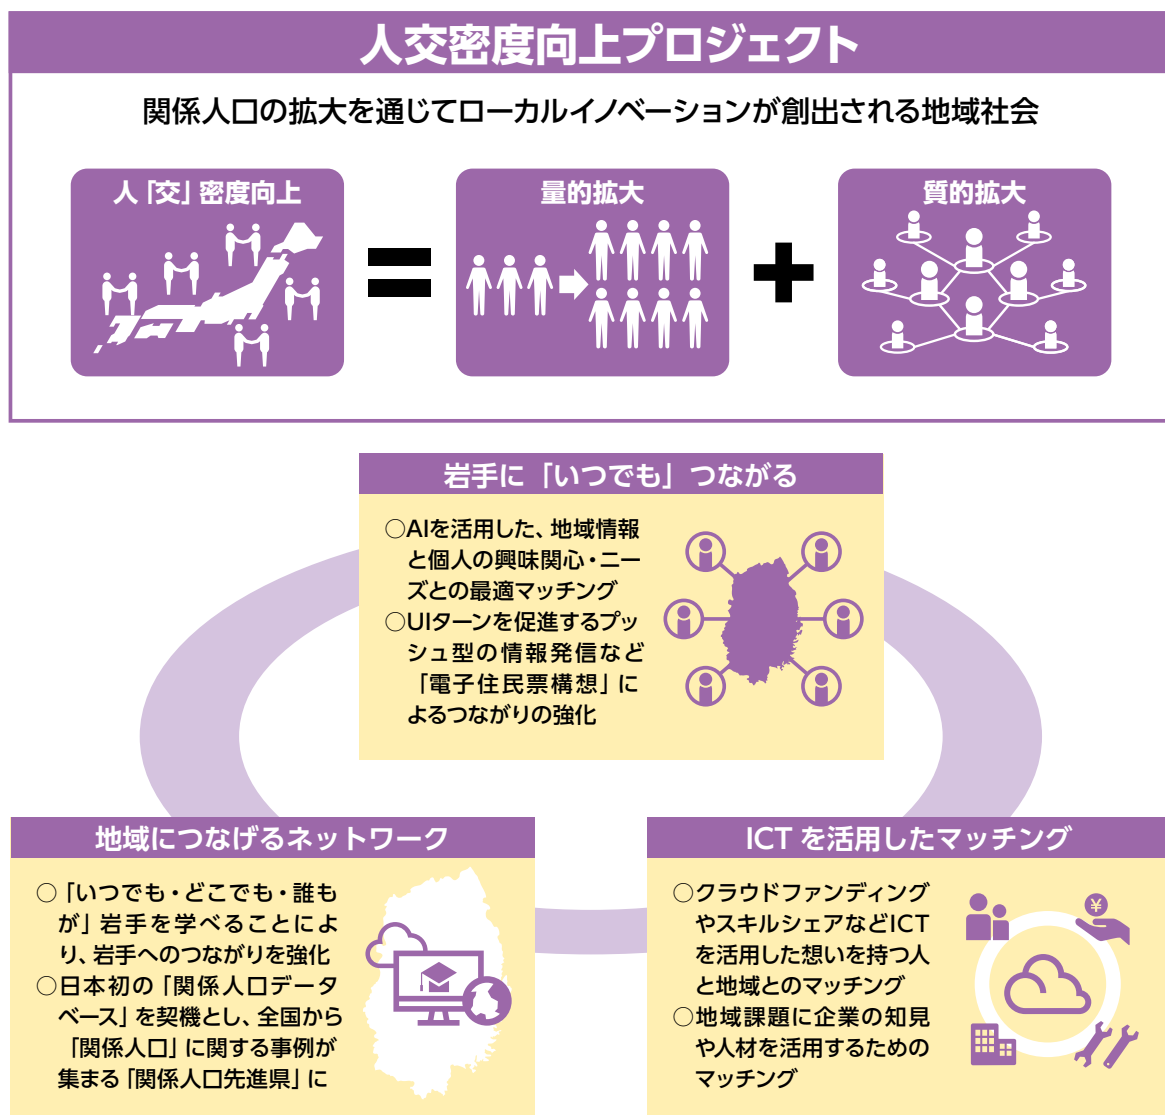 人交密度向上プロジェクト
関係人口の拡大を通じてローカルイノベーションが創出される地域社会
人「交」密度向上
量的拡大
質的拡大
岩手に「いつでも」つながる
○AIを活用した、地域情報
と個人の興味関心・ニー
ズとの最適マッチング
○UIターンを促進するプッ
シュ型の情報発信など
「電子住民票構想」に
よるつながりの強化
地域につなげるネットワーク
○「いつでも・どこでも・誰も
が」岩手を学べることによ
り、岩手へのつながりを強化
○日本初の「関係人口データ
ベース」を契機とし、全国から
「関係人口」に関する事例が
集まる「関係人口先進県」に
ICTを活用したマッチング
○クラウドファンディング
やスキルシェアなどICT
を活用した想いを持つ人
と地域とのマッチング
○地域課題に企業の知見
や人材を活用するための
マッチング
¥